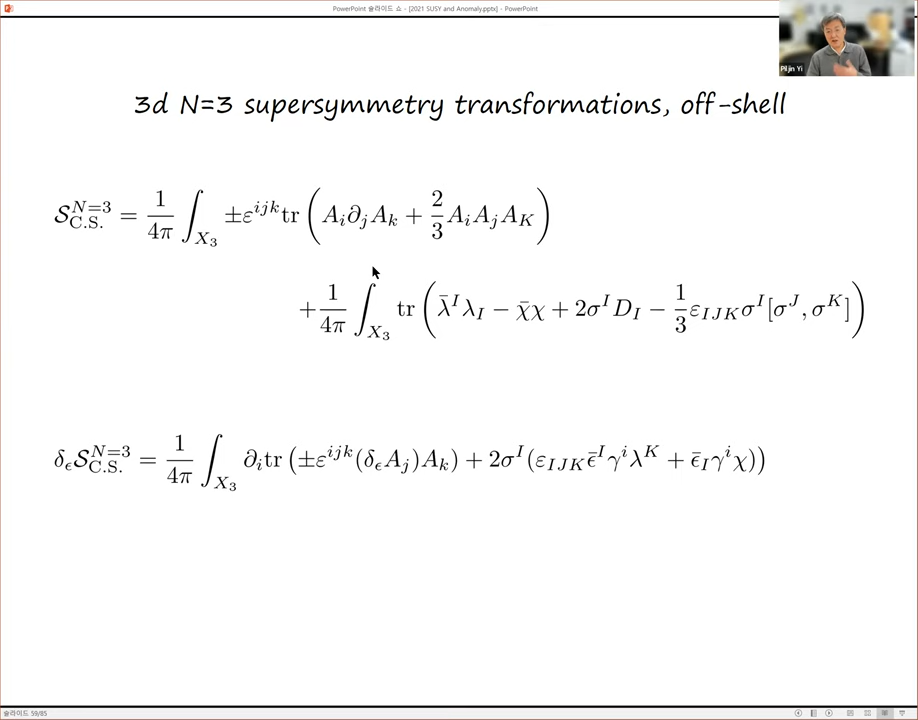 PowerPoint 슬라이드 쇼 - [2021 SUSY and Anomaly.pptx] - PowerPoint
Piljin Yi
3d N=3 supersymmetry transformations, off-shell
$\mathcal{S}_{\text{C.S.}}^{N=3} = \frac{1}{4\pi} \int_{X_3} \pm\varepsilon^{ijk} \text{tr} \left( A_i \partial_j A_k + \frac{2}{3} A_i A_j A_K \right)$
$+ \frac{1}{4\pi} \int_{X_3} \text{tr} \left( \bar{\lambda}^I \lambda_I - \bar{\chi}\chi + 2\sigma^I D_I - \frac{1}{3} \varepsilon_{IJK} \sigma^I [\sigma^J, \sigma^K] \right)$
$\delta_\epsilon \mathcal{S}_{\text{C.S.}}^{N=3} = \frac{1}{4\pi} \int_{X_3} \partial_i \text{tr} \left( \pm\varepsilon^{ijk} (\delta_\epsilon A_j) A_k ) + 2\sigma^I ( \varepsilon_{IJK} \bar{\epsilon}^I \gamma^i \lambda^K + \bar{\epsilon}_I \gamma^i \chi ) \right)$
슬라이드 59/85